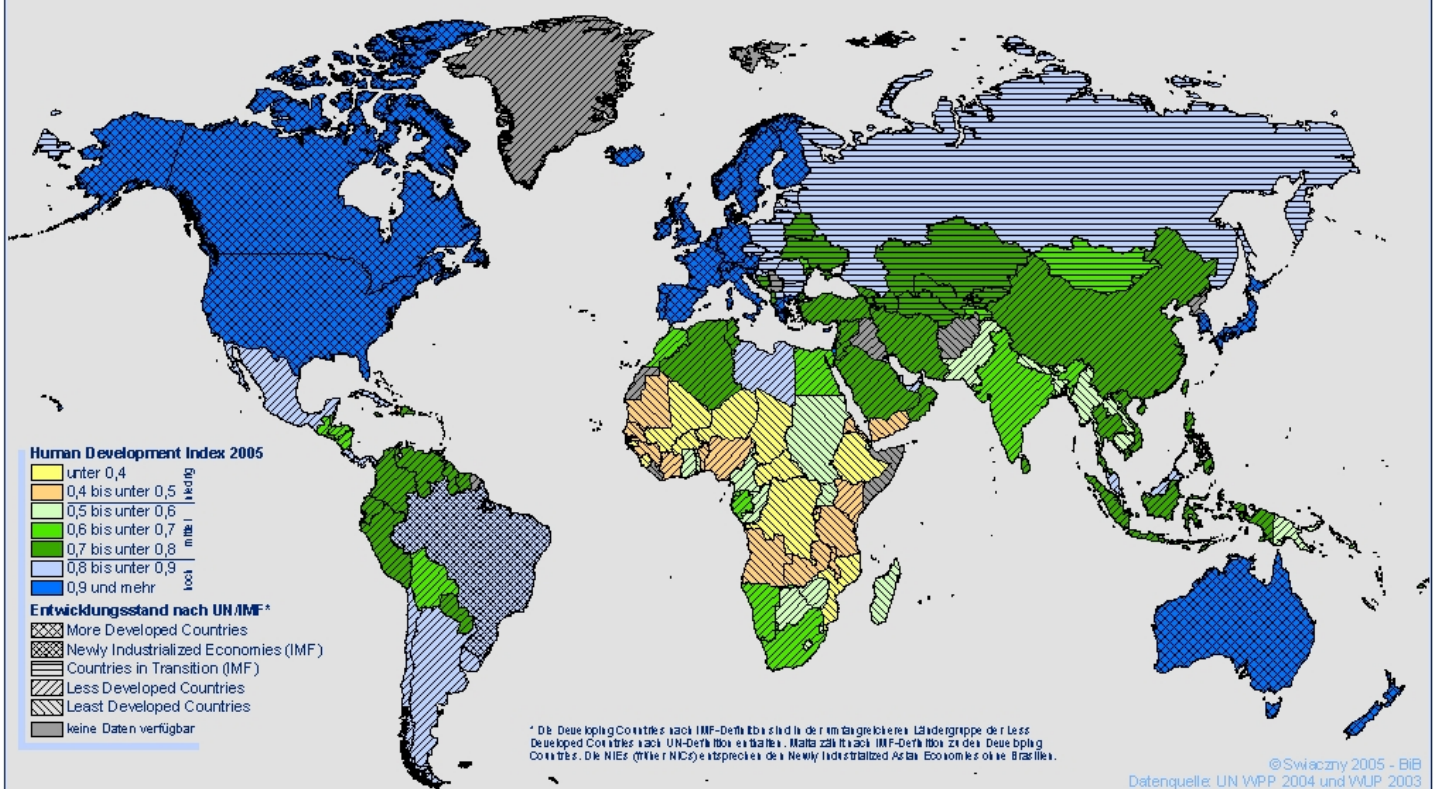 Human Development Index 2005
unter 0,4
0,4 bis unter 0,5
niedrig
0,5 bis unter 0,6
0,6 bis unter 0,7
mittel
0,7 bis unter 0,8
0,8 bis unter 0,9
hoch
0,9 und mehr
Entwicklungsstand nach UN/IMF*
More Developed Countries
Newly Industrialized Economies (IMF)
Countries in Transition (IMF)
Less Developed Countries
Least Developed Countries
keine Daten verfügbar
* Die Developing Countries nach IMF-Definition sind in der umfangreicheren Ländergruppe der Less
Developed Countries nach UN-Definition enthalten. Malta zählt nach IMF-Definition zu den Developing
Countries. Die NIEs (früher NICs) entsprechen den Newly Industrialized Asian Economies ohne Brasilien.
©Swiaczny 2005 - BiB
Datenquelle: UN WPP 2004 und WUP 2003